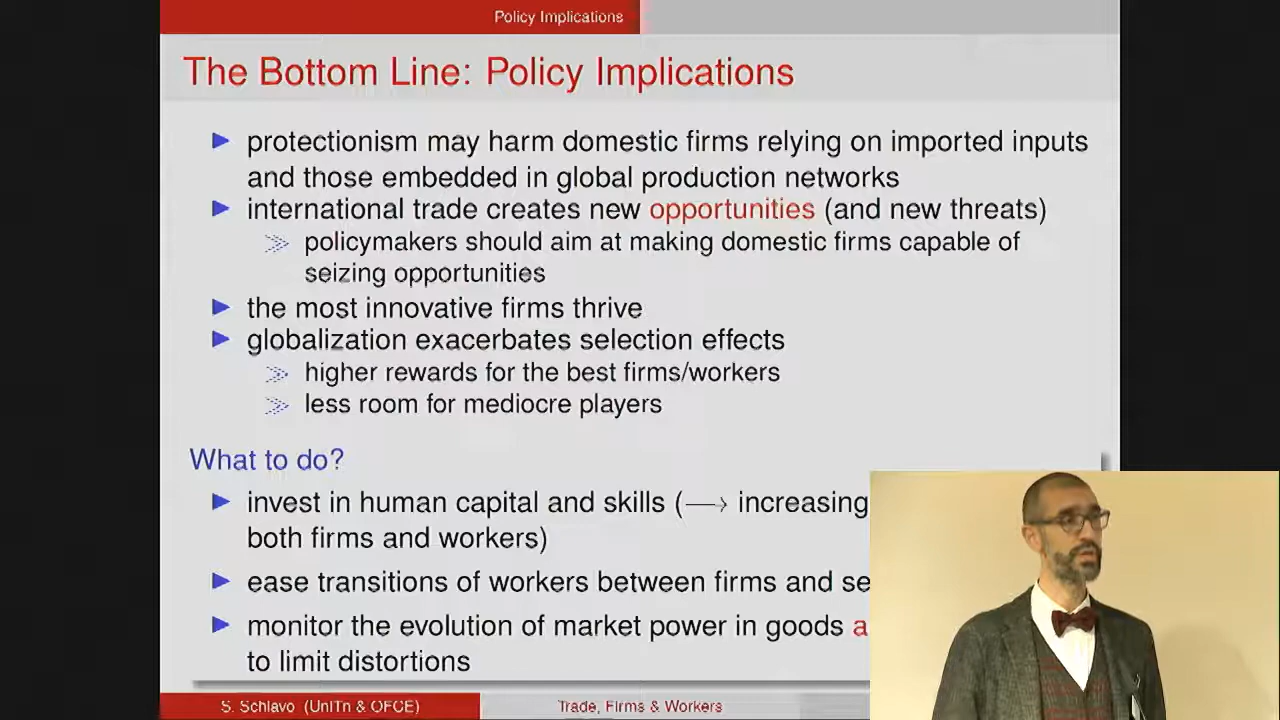 Policy Implications
The Bottom Line: Policy Implications
protectionism may harm domestic firms relying on imported inputs
and those embedded in global production networks
international trade creates new opportunities (and new threats)
policymakers should aim at making domestic firms capable of
seizing opportunities
the most innovative firms thrive
globalization exacerbates selection effects
higher rewards for the best firms/workers
less room for mediocre players
What to do?
invest in human capital and skills (⟶ increasing
both firms and workers)
ease transitions of workers between firms and
monitor the evolution of market power in goods
to limit distortions
S. Schiavo (UniTn & OFCE)
Trade, Firms & Workers